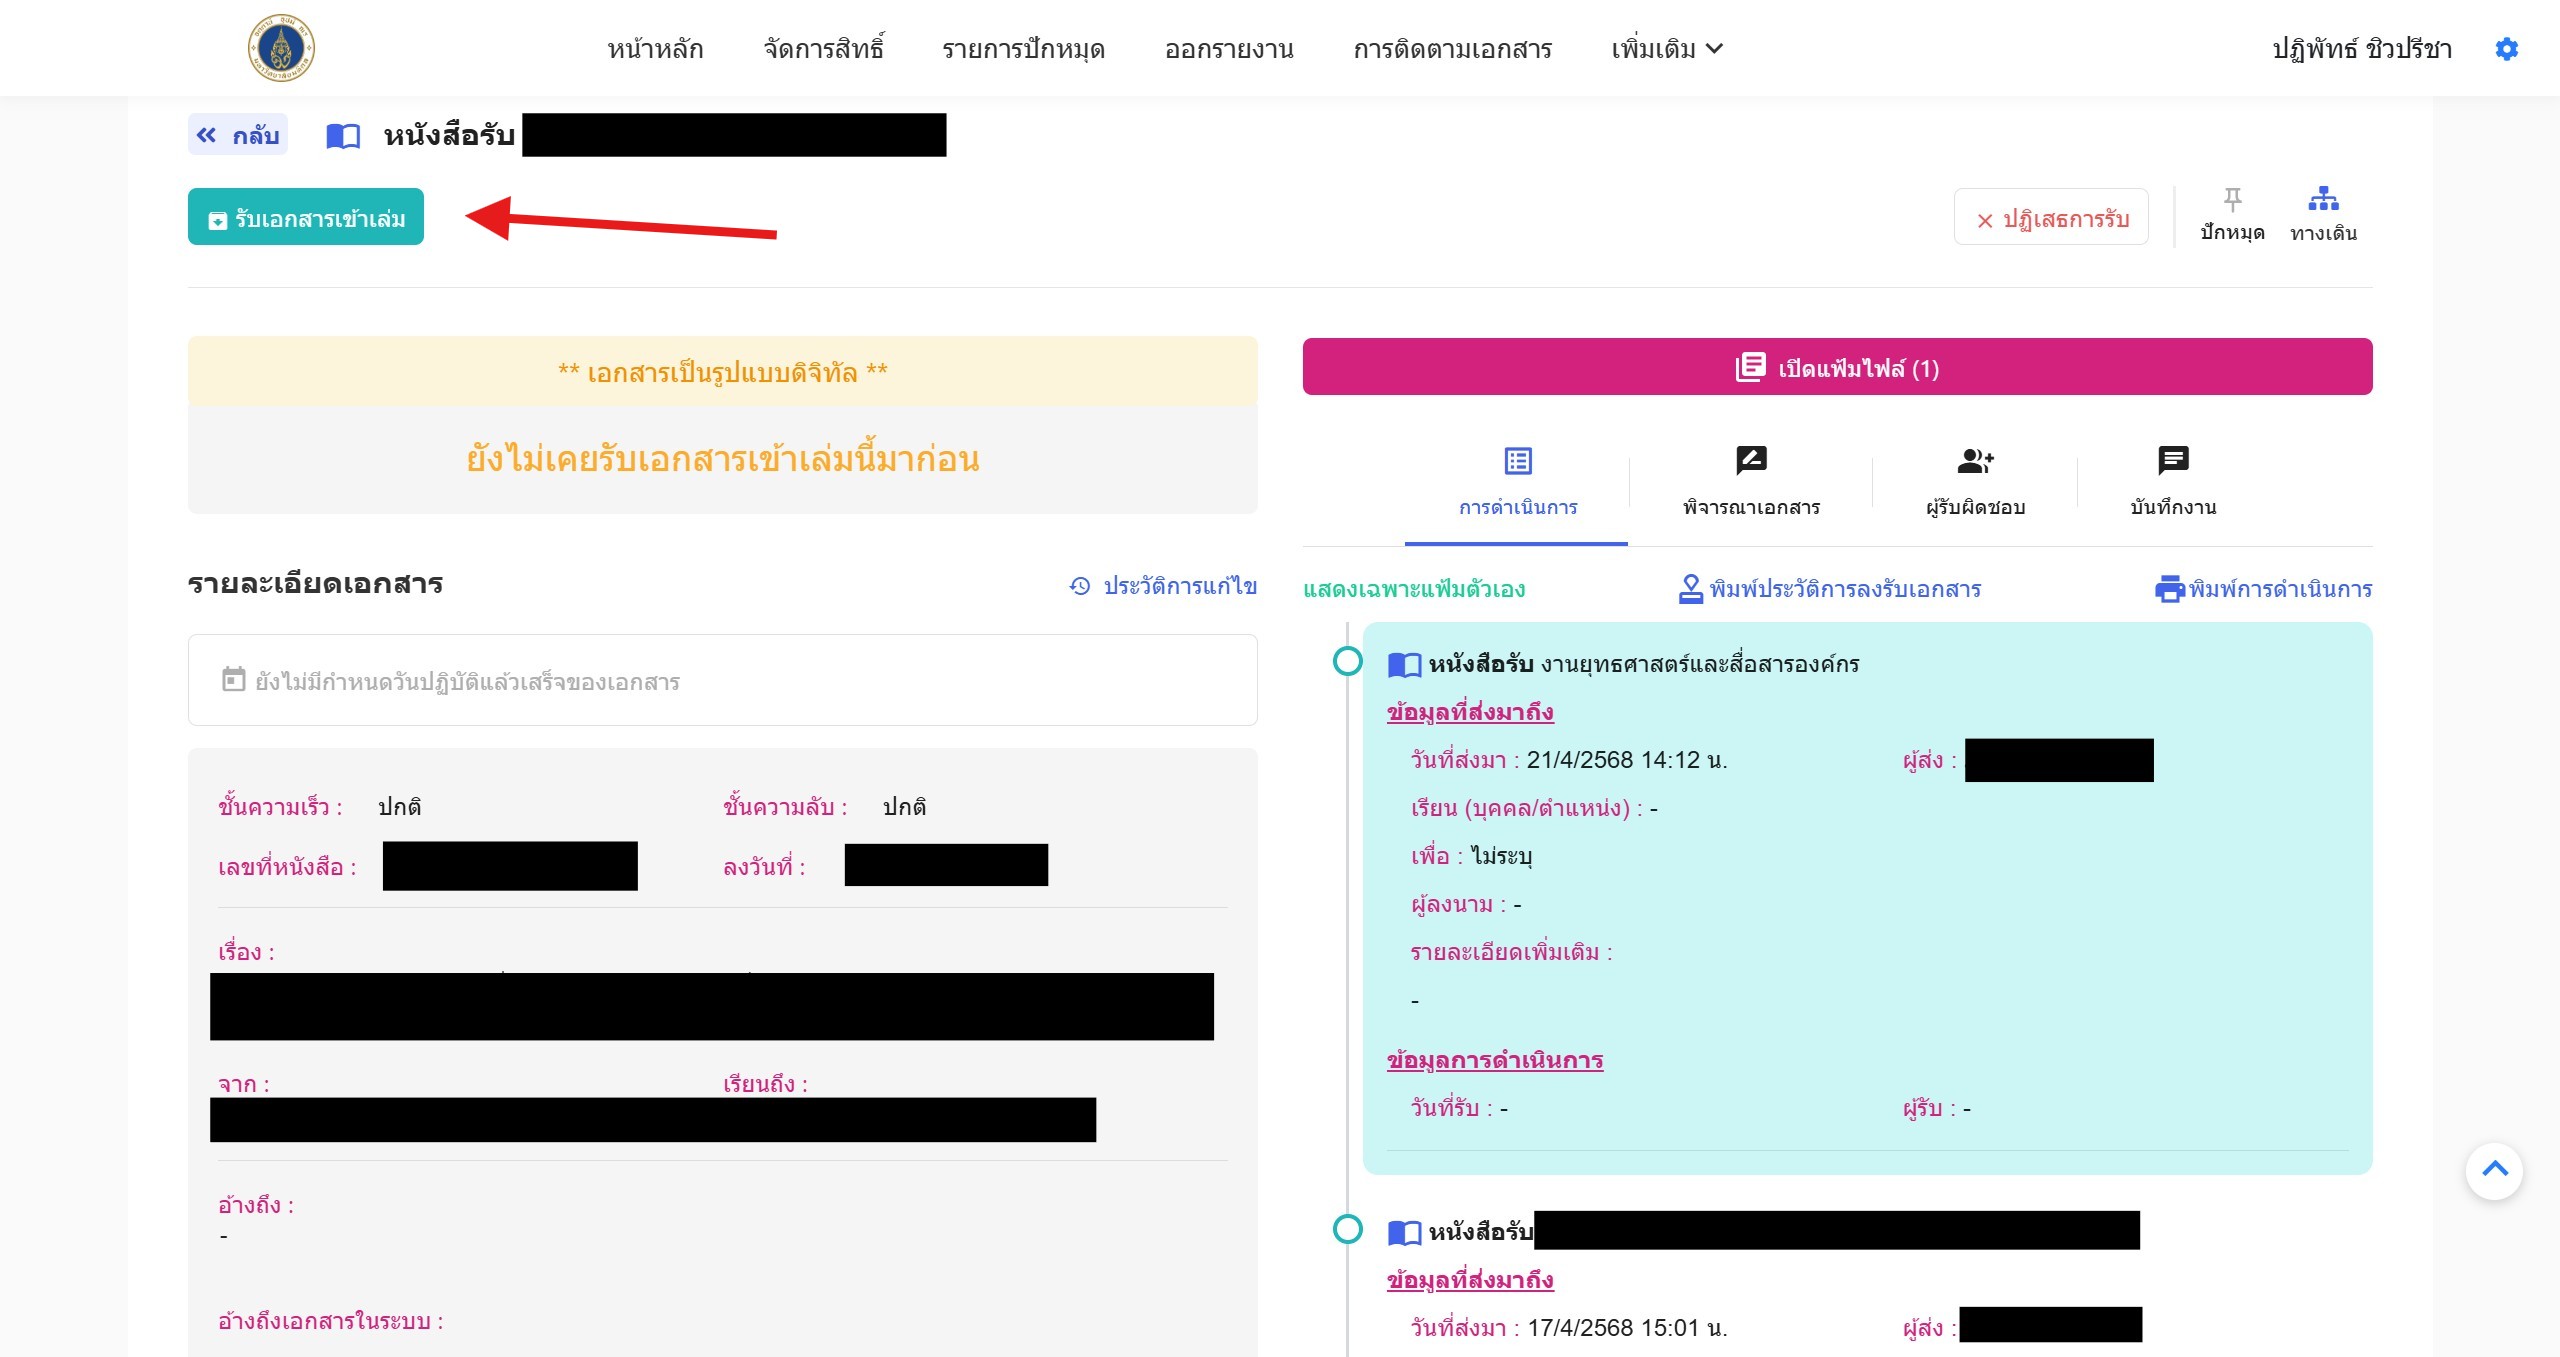 หน้าหลัก จัดการสิทธิ์ รายการปักหมุด ออกรายงาน การติดตามเอกสาร เพิ่มเติม ปฏิพัทธ์ ชิวปรีชา
กลับ หนังสือรับ
รับเอกสารเข้าเล่ม ปฏิเสธการรับ ปักหมุด ทางเดิน
** เอกสารเป็นรูปแบบดิจิทัล **
ยังไม่เคยรับเอกสารเข้าเล่มนี้มาก่อน
รายละเอียดเอกสาร ประวัติการแก้ไข
ยังไม่มีกำหนดวันปฏิบัติแล้วเสร็จของเอกสาร
ชั้นความเร็ว : ปกติ ชั้นความลับ : ปกติ
เลขที่หนังสือ : ลงวันที่ :
เรื่อง :
จาก : เรียนถึง :
อ้างถึง :
-
อ้างถึงเอกสารในระบบ :
เปิดแฟ้มไฟล์ (1)
การดำเนินการ พิจารณาเอกสาร ผู้รับผิดชอบ บันทึกงาน
แสดงเฉพาะแฟ้มตัวเอง พิมพ์ประวัติการลงรับเอกสาร พิมพ์การดำเนินการ
หนังสือรับ งานยุทธศาสตร์และสื่อสารองค์กร
ข้อมูลที่ส่งมาถึง
วันที่ส่งมา : 21/4/2568 14:12 น. ผู้ส่ง :
เรียน (บุคคล/ตำแหน่ง) : -
เพื่อ : ไม่ระบุ
ผู้ลงนาม : -
รายละเอียดเพิ่มเติม :
-
ข้อมูลการดำเนินการ
วันที่รับ : - ผู้รับ : -
หนังสือรับ
ข้อมูลที่ส่งมาถึง
วันที่ส่งมา : 17/4/2568 15:01 น. ผู้ส่ง :